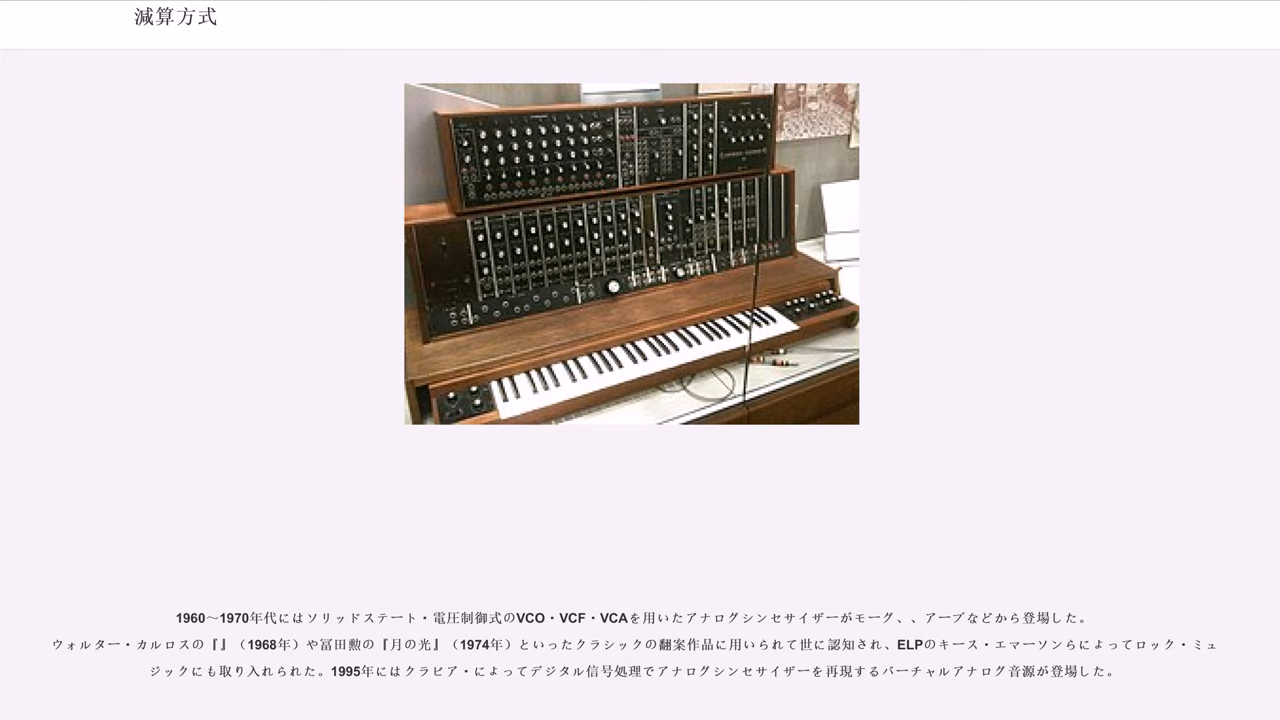 減算方式
1960〜1970年代にはソリッドステート・電圧制御式のVCO・VCF・VCAを用いたアナログシンセサイザーがモーグ、、アープなどから登場した。
ウォルター・カルロスの『』（1968年）や冨田勲の『月の光』（1974年）といったクラシックの翻案作品に用いられて世に認知され、ELPのキース・エマーソンらによってロック・ミュ
ジックにも取り入れられた。1995年にはクラビア・によってデジタル信号処理でアナログシンセサイザーを再現するバーチャルアナログ音源が登場した。